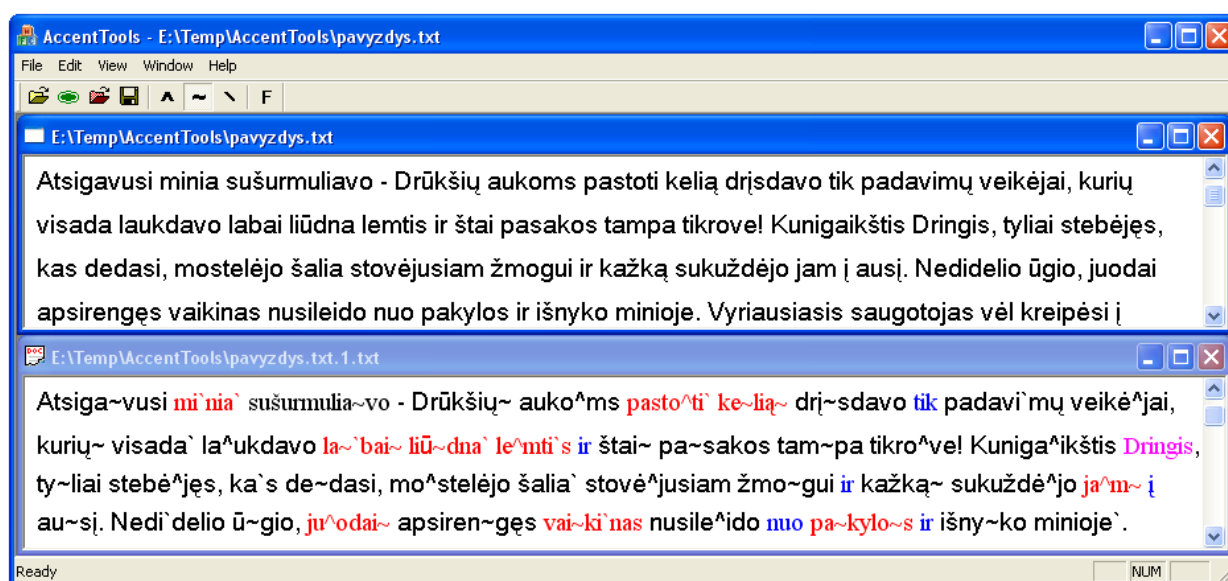 AccentTools - E:\Temp\AccentTools\pavyzdys.txt
File Edit View Window Help
^ ~ ` F
E:\Temp\AccentTools\pavyzdys.txt
Atsigavusi minia sušurmuliavo - Drūkšių aukoms pastoti kelią drįsdavo tik padavimų veikėjai, kurių
visada laukdavo labai liūdna lemtis ir štai pasakos tampa tikrove! Kunigaikštis Dringis, tyliai stebėjęs,
kas dedasi, mostelėjo šalia stovėjusiam žmogui ir kažką sukuždėjo jam į ausį. Nedidelio ūgio, juodai
apsirengęs vaikinas nusileido nuo pakylos ir išnyko minioje. Vyriausiasis saugotojas vėl kreipėsi į
E:\Temp\AccentTools\pavyzdys.txt.1.txt
Atsiga~vusi mi`nia` sušurmulia~vo - Drūkšių~ auko^ms pasto^ti` ke~lią~ drį~sdavo tik padavi`mų veikė^jai,
kurių~ visada` la^ukdavo la~`bai~ liū~dna` le^mti`s ir štai~ pa~sakos tam~pa tikro^ve! Kuniga^ikštis Dringis,
ty~liai stebė^jęs, ka`s de~dasi, mo^stelėjo šalia` stovė^jusiam žmo~gui ir kažką~ sukuždė^jo ja^m~ į
au~sį. Nedi`delio ū~gio, ju^odai~ apsiren~gęs vai~ki`nas nusile^ido nuo pa~kylo~s ir išny~ko minioje`.
Ready NUM